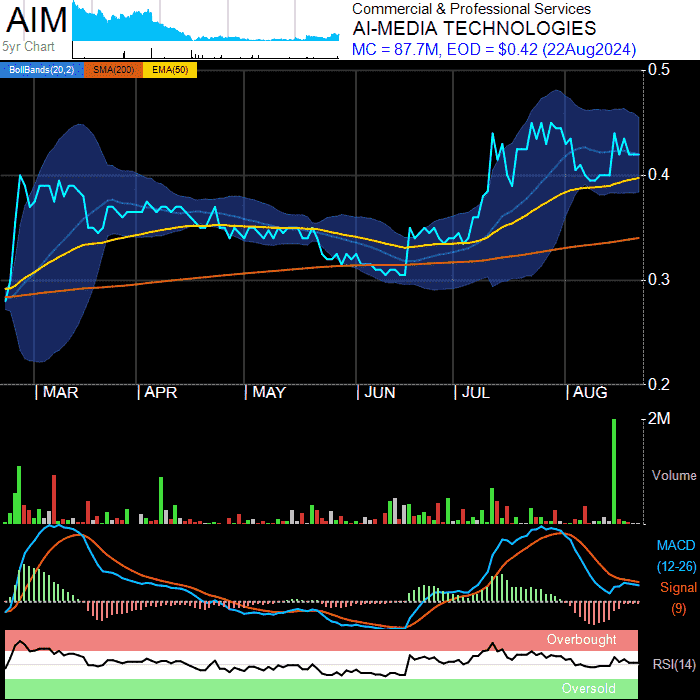 AIM
5yr Chart
Commercial & Professional Services
AI-MEDIA TECHNOLOGIES
MC = 87.7M, EOD = $0.42 (22Aug2024)
BollBands(20,2) SMA(200) EMA(50)
0.5
0.4
0.3
0.2
MAR APR MAY JUN JUL AUG
2M
Volume
MACD
(12-26)
Signal
(9)
Overbought
RSI(14)
Oversold